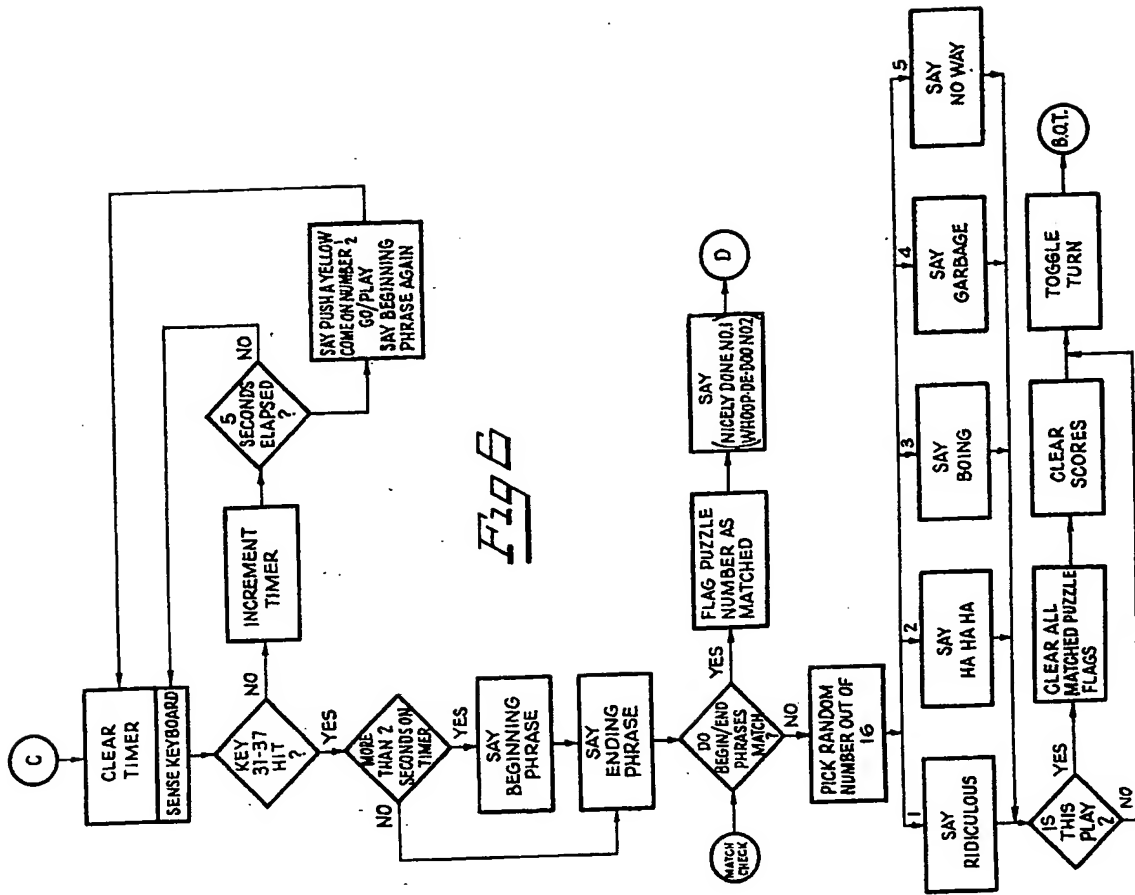 C
CLEAR
TIMER
SENSE KEYBOARD
KEY
31-37
HIT
?
NO
YES
INCREMENT
TIMER
5
SECONDS
ELAPSED
?
NO
SAY PUSH A YELLOW
COME ON NUMBER 1/2
GO/PLAY
SAY BEGINNING
PHRASE AGAIN
MORE
THAN 2
SECONDS ON
TIMER
NO
YES
SAY
BEGINNING
PHRASE
SAY
ENDING
PHRASE
Fig 6
MATCH
CHECK
DO
BEGIN/END
PHRASES
MATCH
?
YES
NO
FLAG PUZZLE
NUMBER AS
MATCHED
SAY
(NICELY DONE NO.1)
(WHOOP-DE-DOO NO.2)
D
PICK RANDOM
NUMBER OUT OF
16
1
SAY
RIDICULOUS
2
SAY
HA HA HA
3
SAY
BOING
4
SAY
GARBAGE
5
SAY
NO WAY
IS
THIS
PLAY
?
YES
NO
CLEAR ALL
MATCHED PUZZLE
FLAGS
CLEAR
SCORES
TOGGLE
TURN
B.O.T.